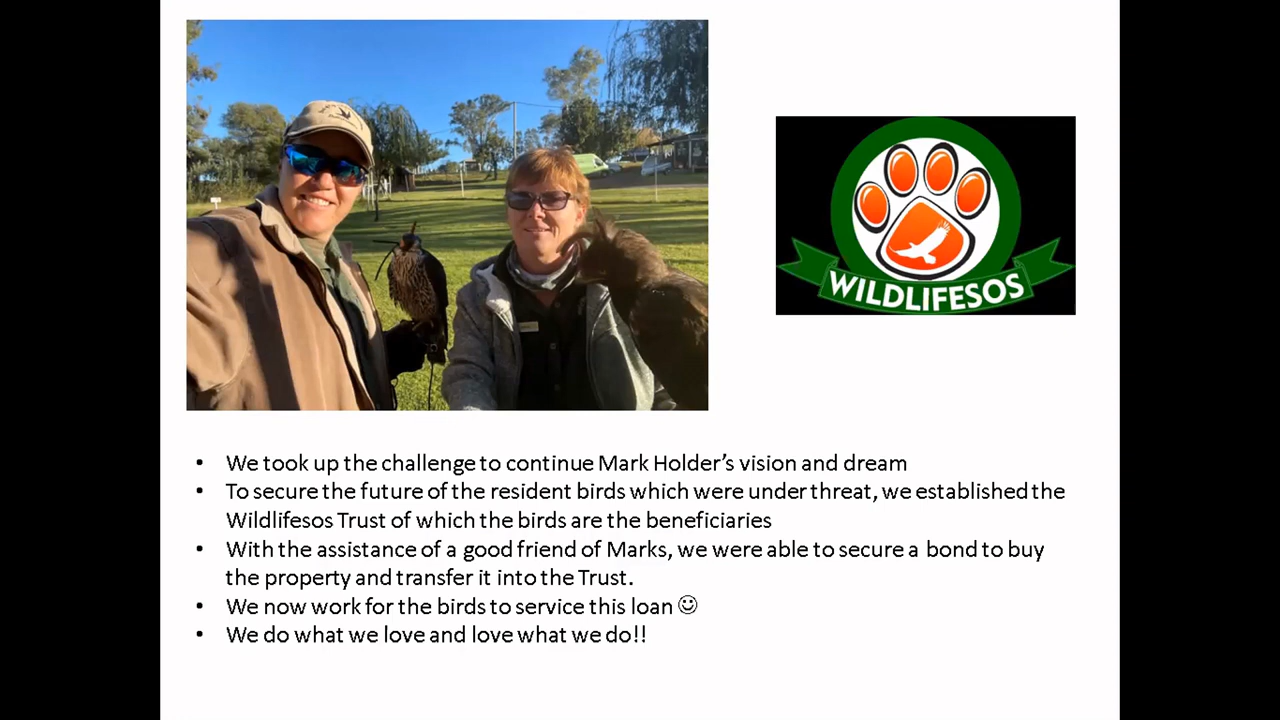 WILDLIFESOS
• We took up the challenge to continue Mark Holder’s vision and dream
• To secure the future of the resident birds which were under threat, we established the
Wildlifesos Trust of which the birds are the beneficiaries
• With the assistance of a good friend of Marks, we were able to secure a bond to buy
the property and transfer it into the Trust.
• We now work for the birds to service this loan ☺
• We do what we love and love what we do!!